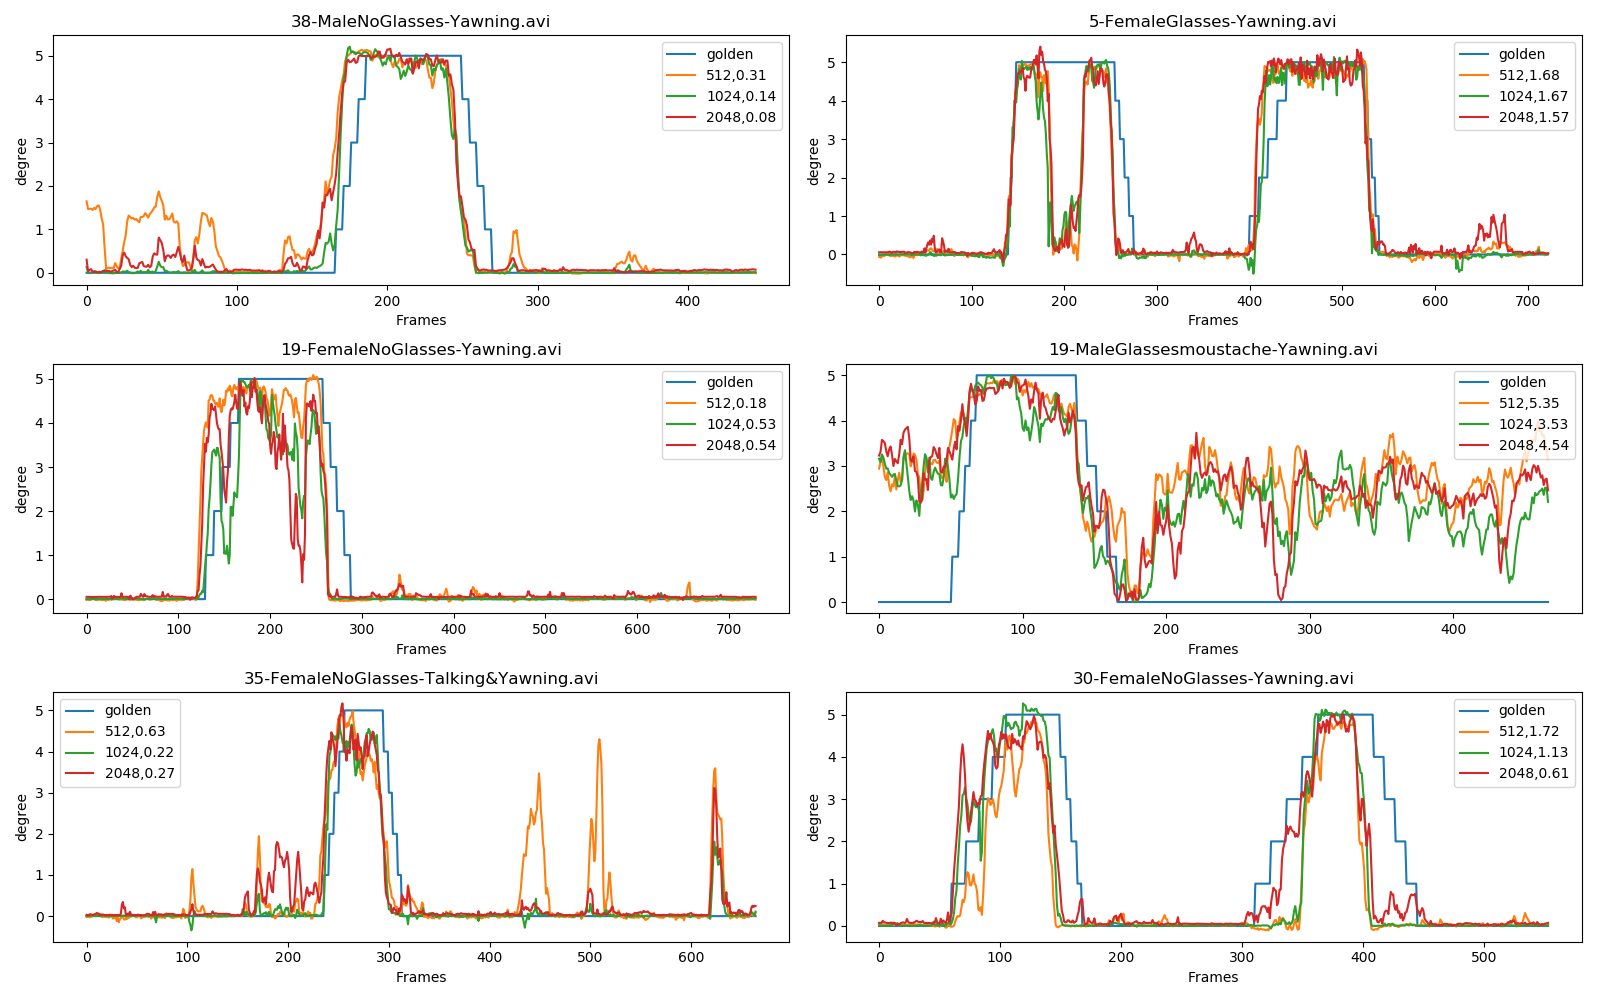 38-MaleNoGlasses-Yawning.avi
degree
5
4
3
2
1
0
golden
512,0.31
1024,0.14
2048,0.08
0 100 200 300 400
Frames
5-FemaleGlasses-Yawning.avi
degree
5
4
3
2
1
0
golden
512,1.68
1024,1.67
2048,1.57
0 100 200 300 400 500 600 700
Frames
19-FemaleNoGlasses-Yawning.avi
degree
5
4
3
2
1
0
golden
512,0.18
1024,0.53
2048,0.54
0 100 200 300 400 500 600 700
Frames
19-MaleGlassesmoustache-Yawning.avi
degree
5
4
3
2
1
0
golden
512,5.35
1024,3.53
2048,4.54
0 100 200 300 400
Frames
35-FemaleNoGlasses-Talking&Yawning.avi
degree
5
4
3
2
1
0
golden
512,0.63
1024,0.22
2048,0.27
0 100 200 300 400 500 600
Frames
30-FemaleNoGlasses-Yawning.avi
degree
5
4
3
2
1
0
golden
512,1.72
1024,1.13
2048,0.61
0 100 200 300 400 500
Frames